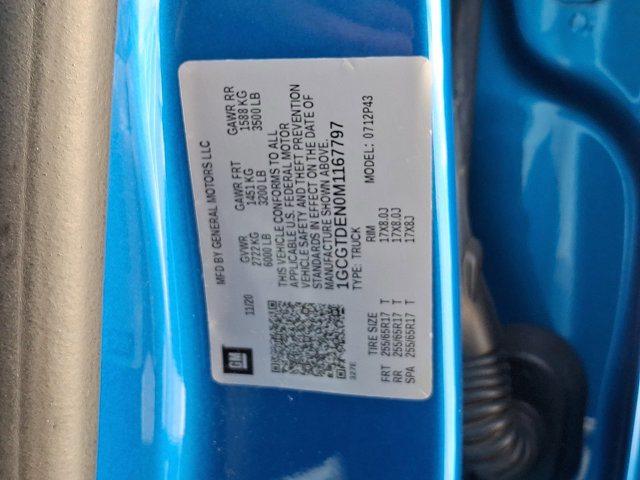 GM
MFD BY GENERAL MOTORS LLC
11/20
GVWR GAWR FRT GAWR RR
2722 KG 1451 KG 1588 KG
6000 LB 3200 LB 3500 LB
THIS VEHICLE CONFORMS TO ALL
APPLICABLE U.S. FEDERAL MOTOR
VEHICLE SAFETY AND THEFT PREVENTION
STANDARDS IN EFFECT ON THE DATE OF
MANUFACTURE SHOWN ABOVE.
1GCGTDEN0M1167797
TYPE: TRUCK MODEL: 0712P43
327E
TIRE SIZE RIM
FRT 255/65R17 T 17X8.0J
RR 255/65R17 T 17X8.0J
SPA 255/65R17 T 17X8J